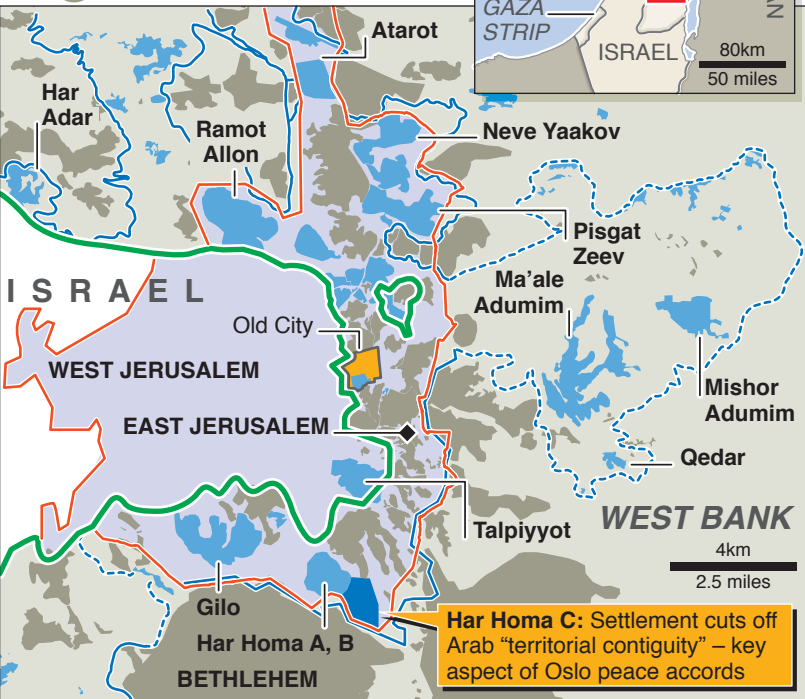 GAZA
STRIP
ISRAEL
80km
50 miles
Atarot
Har
Adar
Ramot
Allon
Neve Yaakov
Pisgat
Zeev
Ma'ale
Adumim
ISRAEL
Old City
WEST JERUSALEM
EAST JERUSALEM
Mishor
Adumim
Qedar
Talpiyyot
WEST BANK
4km
2.5 miles
Gilo
Har Homa A, B
BETHLEHEM
Har Homa C: Settlement cuts off
Arab “territorial contiguity” – key
aspect of Oslo peace accords